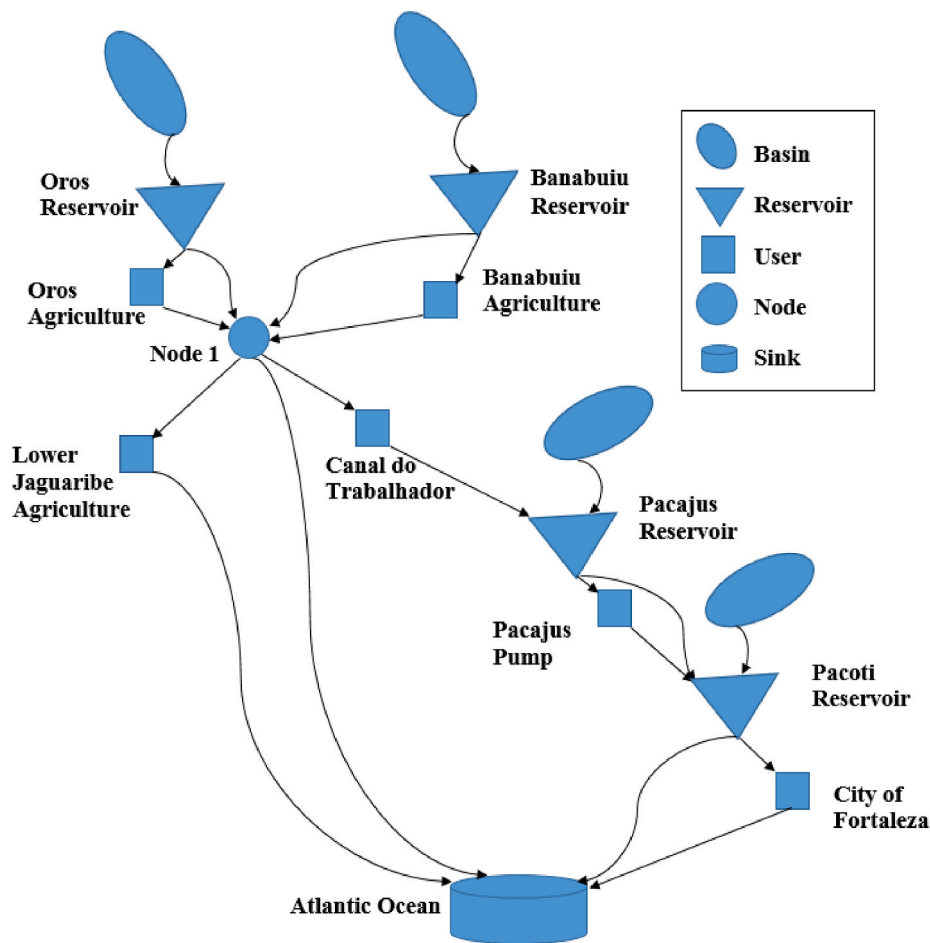 Oros
Reservoir
Banabuiu
Reservoir
Basin
Reservoir
User
Node
Sink
Oros
Agriculture
Banabuiu
Agriculture
Node 1
Lower
Jaguaribe
Agriculture
Canal do
Trabalhador
Pacajus
Reservoir
Pacajus
Pump
Pacoti
Reservoir
City of
Fortaleza
Atlantic Ocean